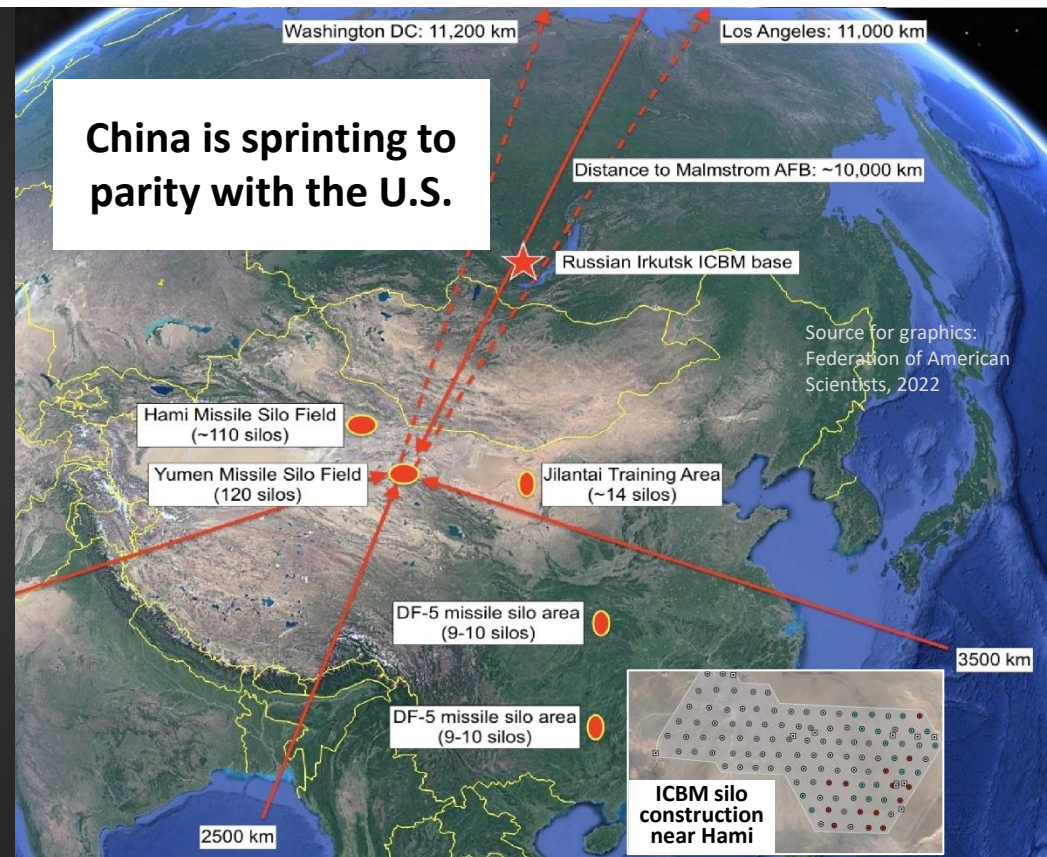 Washington DC: 11,200 km
Los Angeles: 11,000 km
China is sprinting to
parity with the U.S.
Distance to Malmstrom AFB: ~10,000 km
Russian Irkutsk ICBM base
Source for graphics:
Federation of American
Scientists, 2022
Hami Missile Silo Field
(~110 silos)
Yumen Missile Silo Field
(120 silos)
Jilantai Training Area
(~14 silos)
DF-5 missile silo area
(9-10 silos)
3500 km
DF-5 missile silo area
(9-10 silos)
ICBM silo
construction
near Hami
2500 km